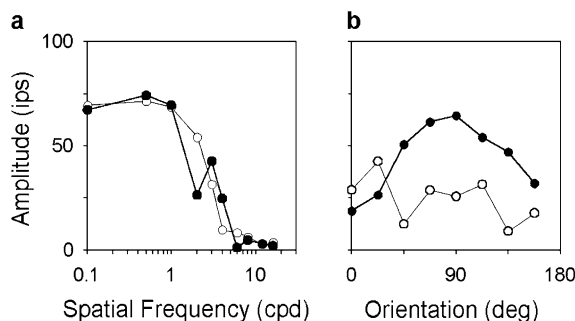 a
b
Amplitude (ips)
100
50
0
0.1 1 10
0 90 180
Spatial Frequency (cpd)
Orientation (deg)